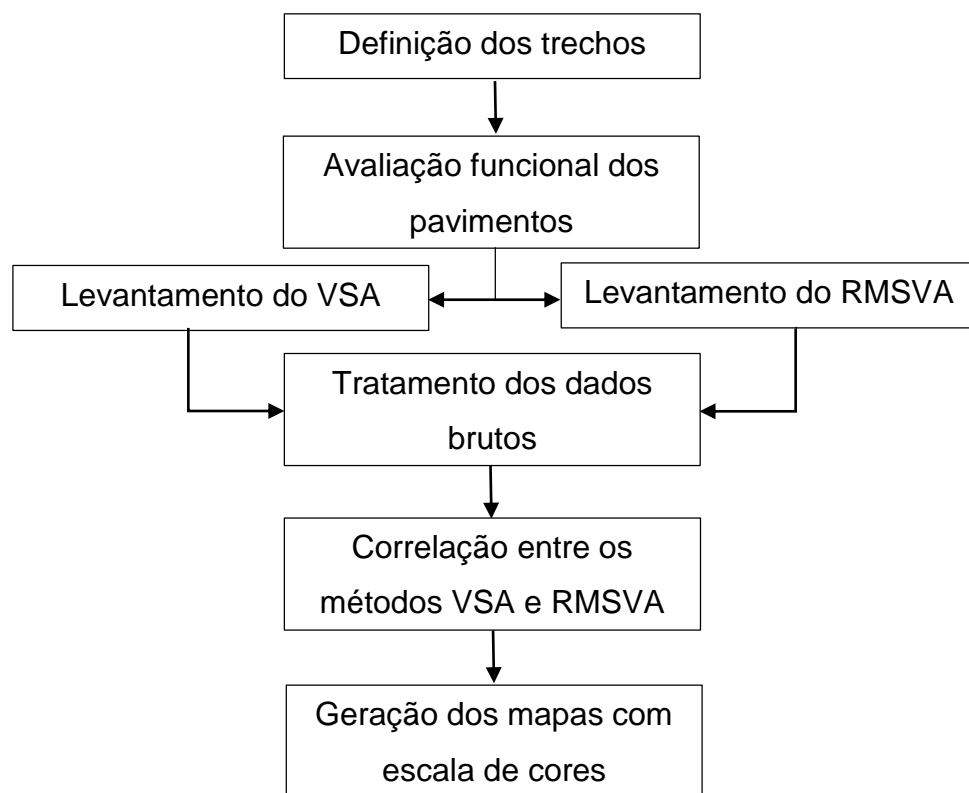 Definição dos trechos
Avaliação funcional dos
pavimentos
Levantamento do VSA
Levantamento do RMSVA
Tratamento dos dados
brutos
Correlação entre os
métodos VSA e RMSVA
Geração dos mapas com
escala de cores